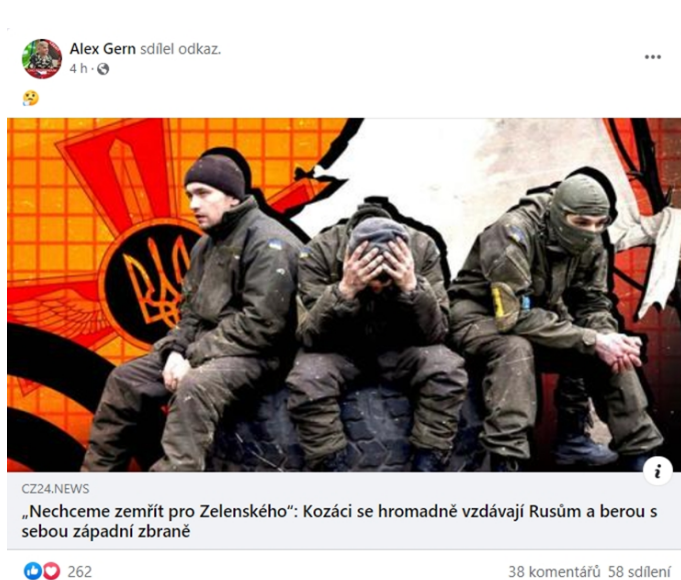 Alex Gern sdílel odkaz.
4 h ·
CZ24.NEWS
„Nechceme zemřít pro Zelenského“: Kozáci se hromadně vzdávají Rusům a berou s
sebou západní zbraně
262
38 komentářů 58 sdílení